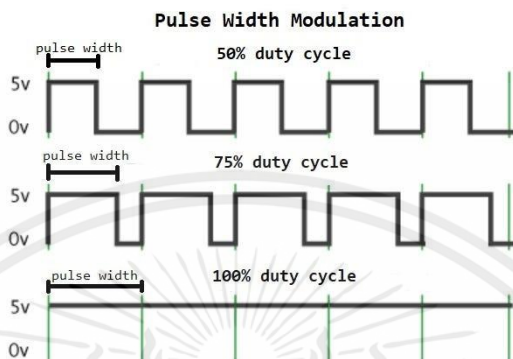 Pulse Width Modulation
pulse width
50% duty cycle
5v
0v
pulse width
75% duty cycle
5v
0v
pulse width
100% duty cycle
5v
0v